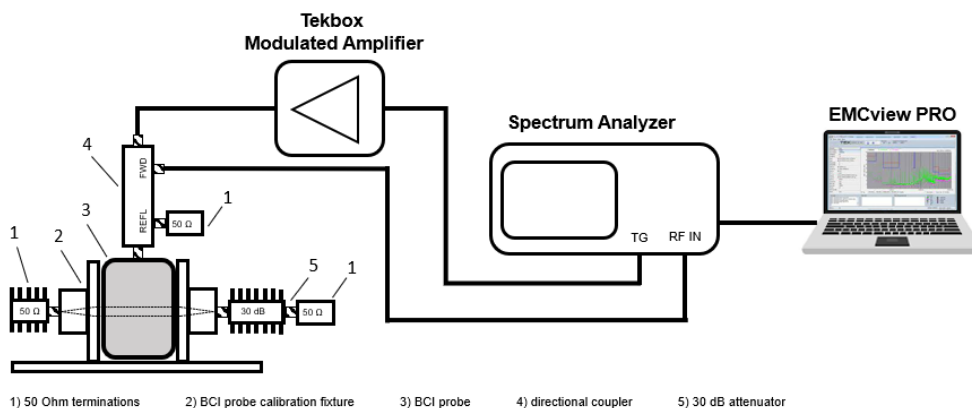 Tekbox
Modulated Amplifier
EMCview PRO
Spectrum Analyzer
4
FWD
REFL
3
50 Ω
1
TG
RF IN
1
2
5
1
50 Ω
30 dB
50 Ω
1) 50 Ohm terminations 2) BCI probe calibration fixture 3) BCI probe 4) directional coupler 5) 30 dB attenuator